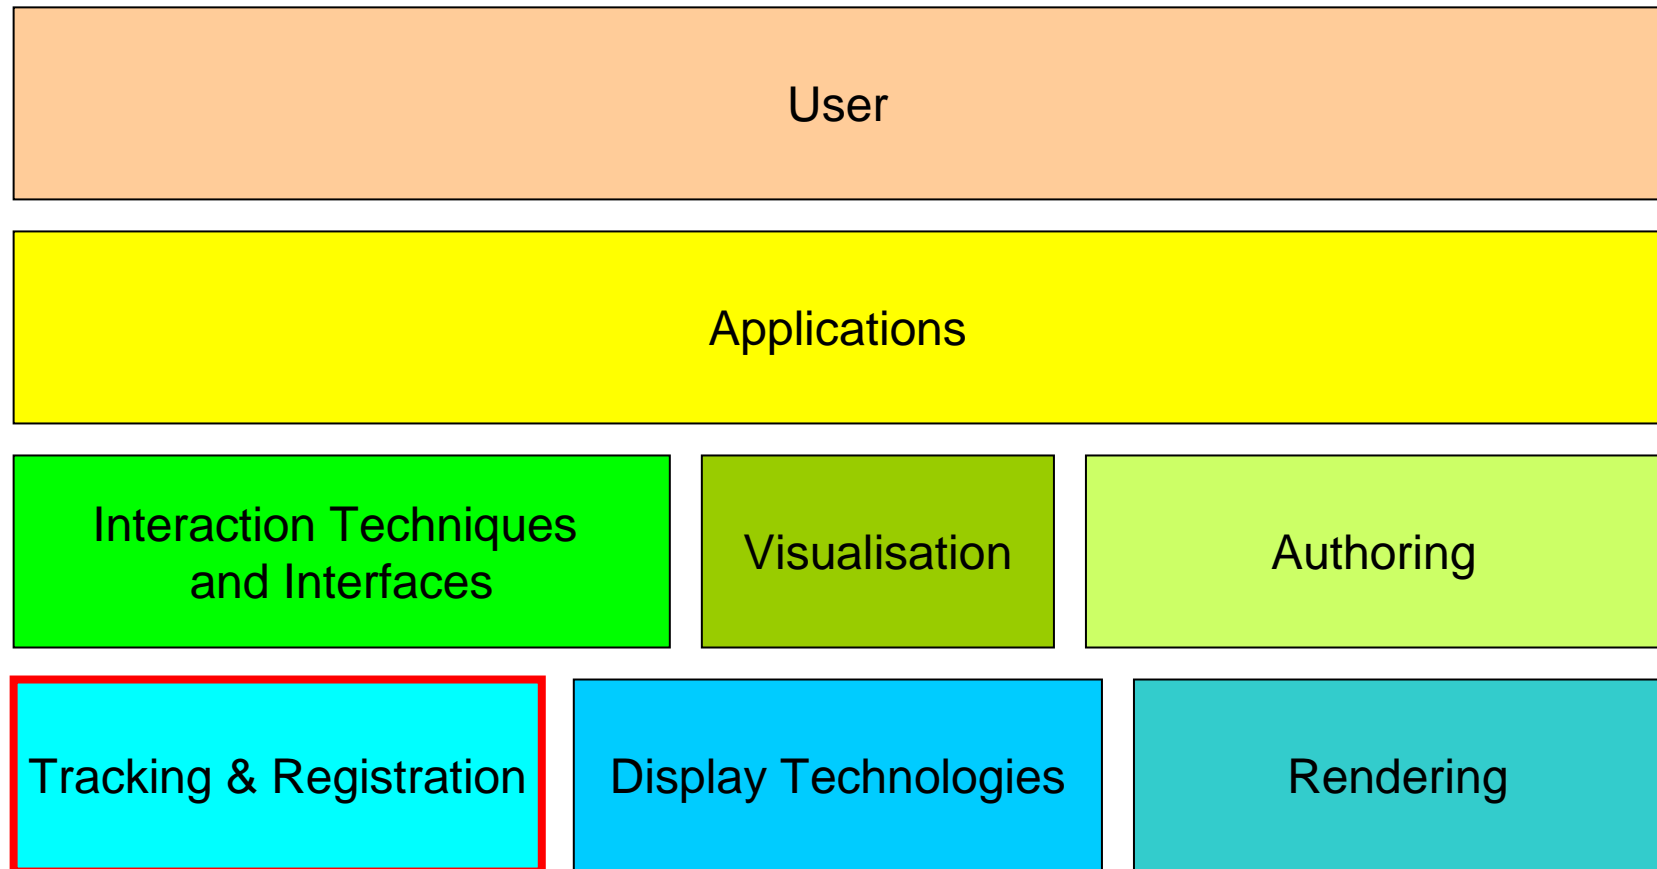 User
Applications
Interaction Techniques
and Interfaces
Visualisation
Authoring
Tracking & Registration
Display Technologies
Rendering